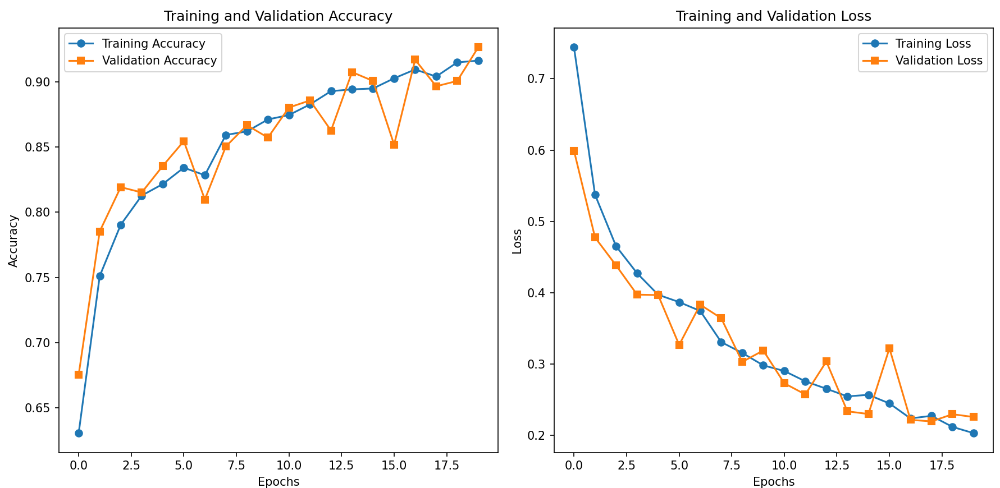 Training and Validation Accuracy
Training Accuracy
Validation Accuracy
0.90
0.85
0.80
0.75
0.70
0.65
Accuracy
0.0 2.5 5.0 7.5 10.0 12.5 15.0 17.5
Epochs
Training and Validation Loss
Training Loss
Validation Loss
0.7
0.6
0.5
0.4
0.3
0.2
Loss
0.0 2.5 5.0 7.5 10.0 12.5 15.0 17.5
Epochs